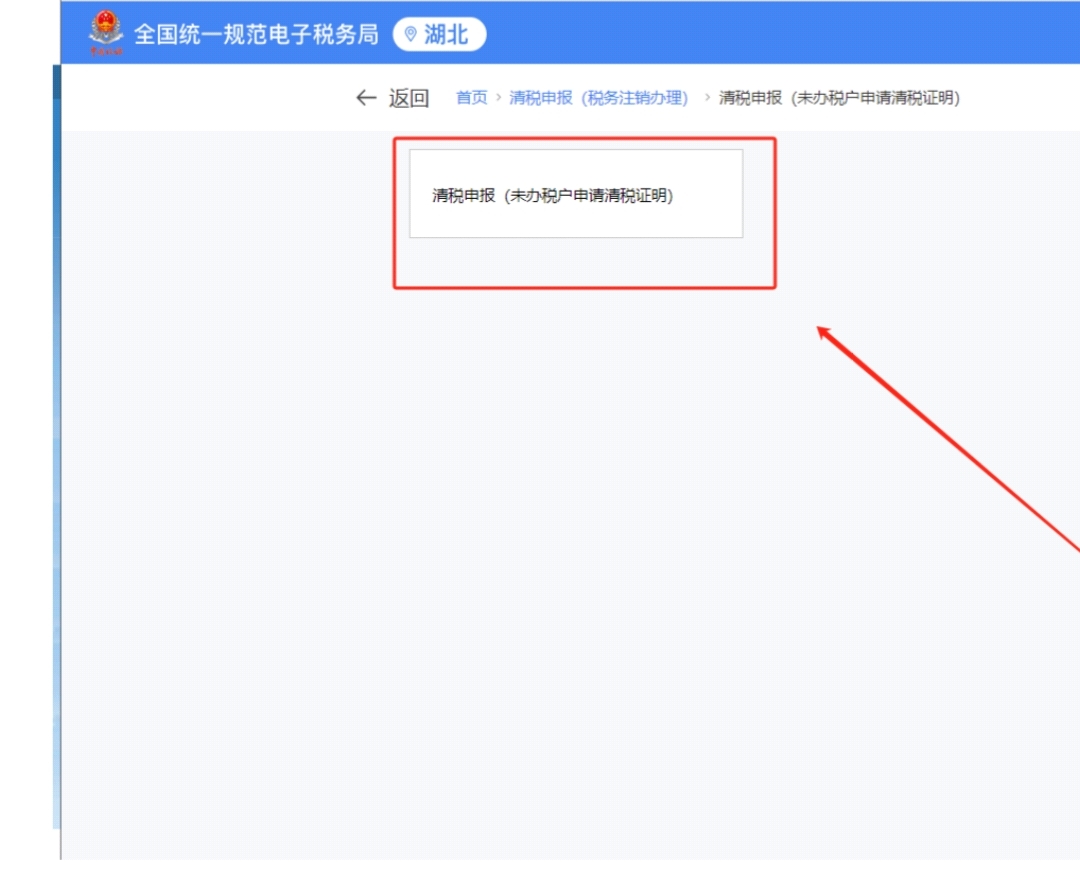 全国统一规范电子税务局 湖北
← 返回 首页 › 清税申报（税务注销办理） › 清税申报（未办税户申请清税证明）
清税申报（未办税户申请清税证明）